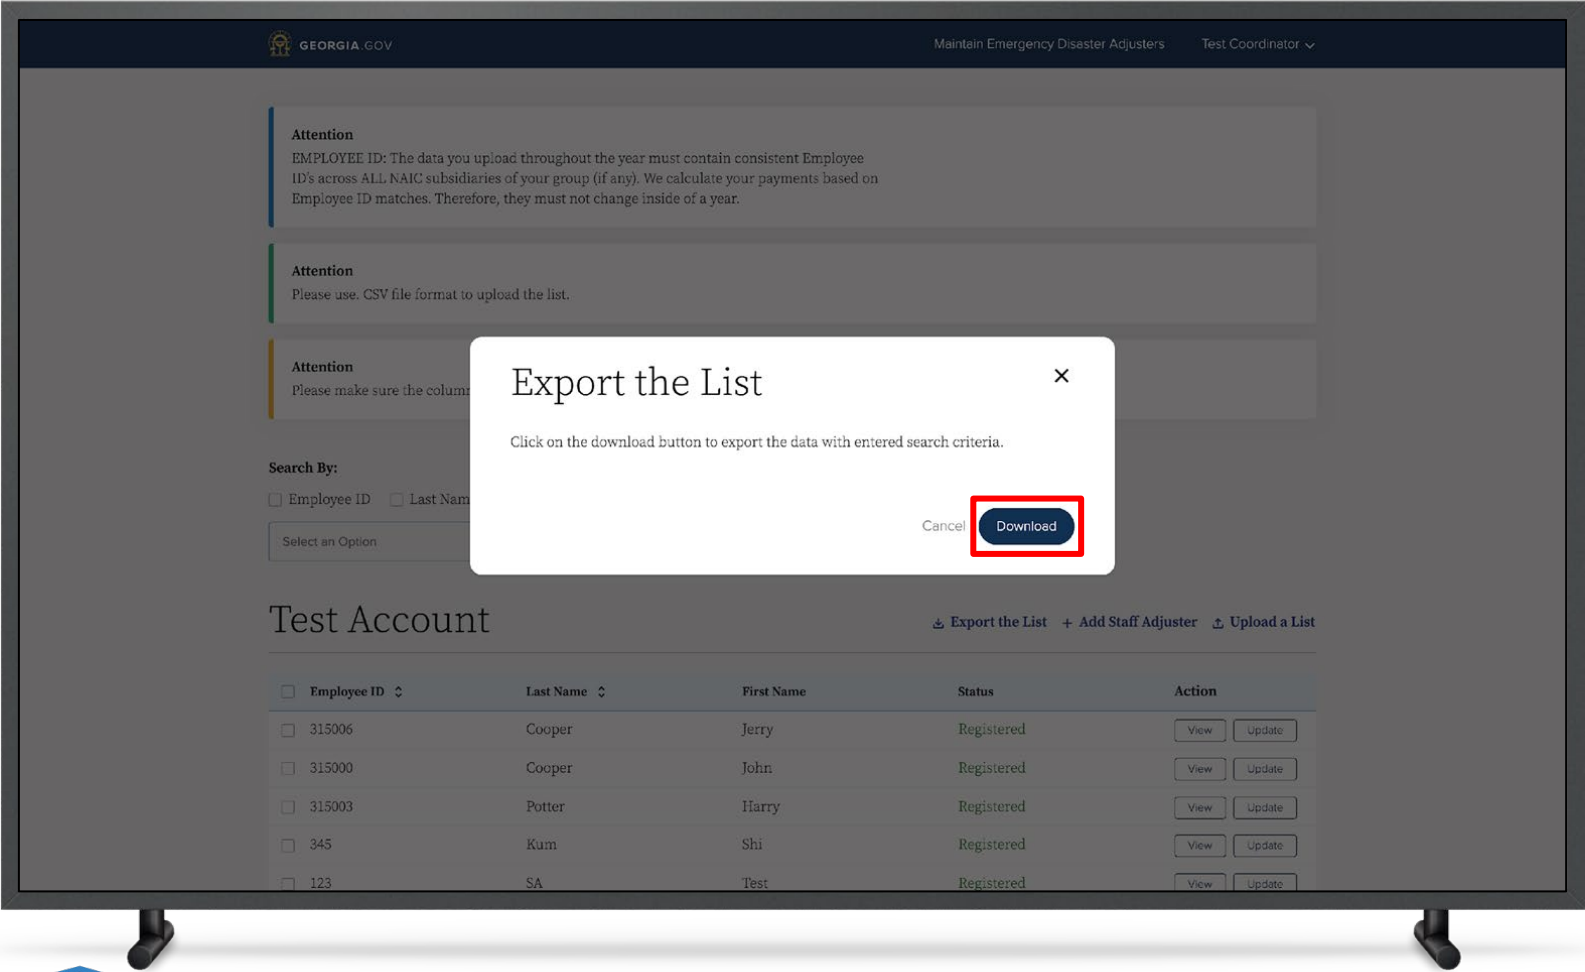 GEORGIA.GOV
Maintain Emergency Disaster Adjusters
Test Coordinator
Attention
EMPLOYEE ID: The data you upload throughout the year must contain consistent Employee
ID's across ALL NAIC subsidiaries of your group (if any). We calculate your payments based on
Employee ID matches. Therefore, they must not change inside of a year.
Attention
Please use. CSV file format to upload the list.
Attention
Please make sure the colum
Export the List
Click on the download button to export the data with entered search criteria.
Cancel
Download
Search By:
Employee ID
Last Nam
Select an Option
Test Account
Export the List
Add Staff Adjuster
Upload a List
Employee ID Last Name First Name Status Action
315006 Cooper Jerry Registered View Update
315000 Cooper John Registered View Update
315003 Potter Harry Registered View Update
345 Kum Shi Registered View Update
123 SA Test Registered View Update